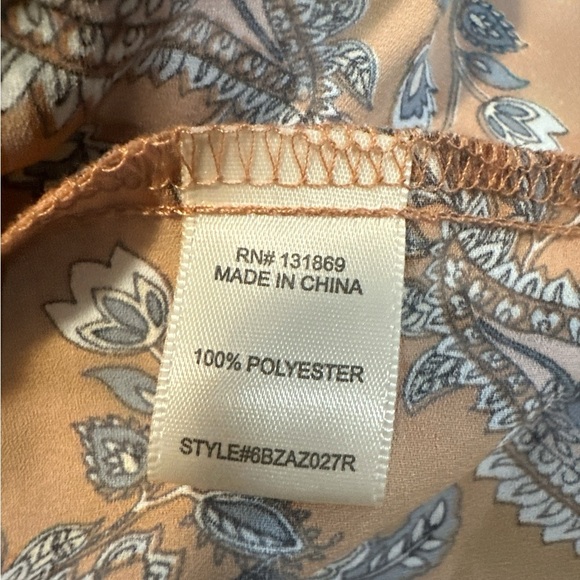 RN# 131869
MADE IN CHINA
100% POLYESTER
STYLE#6BZAZ027R